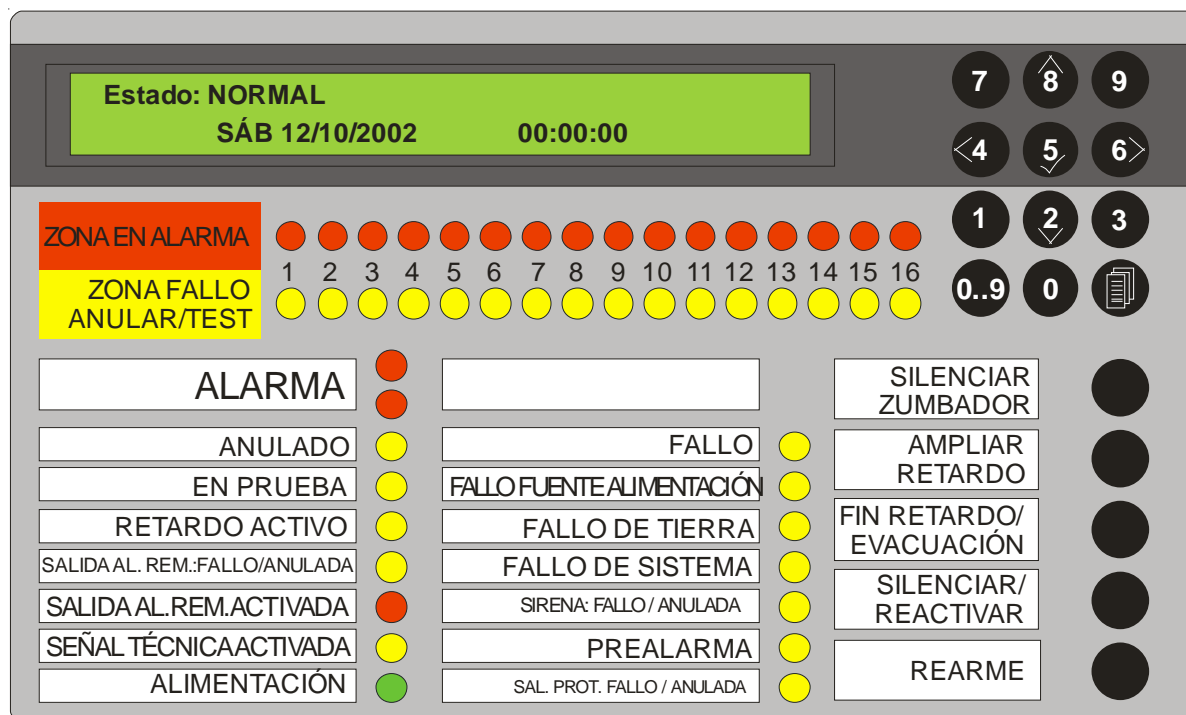 Estado: NORMAL
SÁB 12/10/2002 00:00:00
7 8 9
4 5 6
1 2 3
0..9 0
ZONA EN ALARMA
1 2 3 4 5 6 7 8 9 10 11 12 13 14 15 16
ZONA FALLO
ANULAR/TEST
ALARMA
ANULADO
EN PRUEBA
RETARDO ACTIVO
SALIDA AL. REM.:FALLO/ANULADA
SALIDA AL.REM.ACTIVADA
SEÑAL TÉCNICA ACTIVADA
ALIMENTACIÓN
FALLO
FALLO FUENTE ALIMENTACIÓN
FALLO DE TIERRA
FALLO DE SISTEMA
SIRENA: FALLO / ANULADA
PREALARMA
SAL. PROT. FALLO / ANULADA
SILENCIAR
ZUMBADOR
AMPLIAR
RETARDO
FIN RETARDO/
EVACUACIÓN
SILENCIAR/
REACTIVAR
REARME